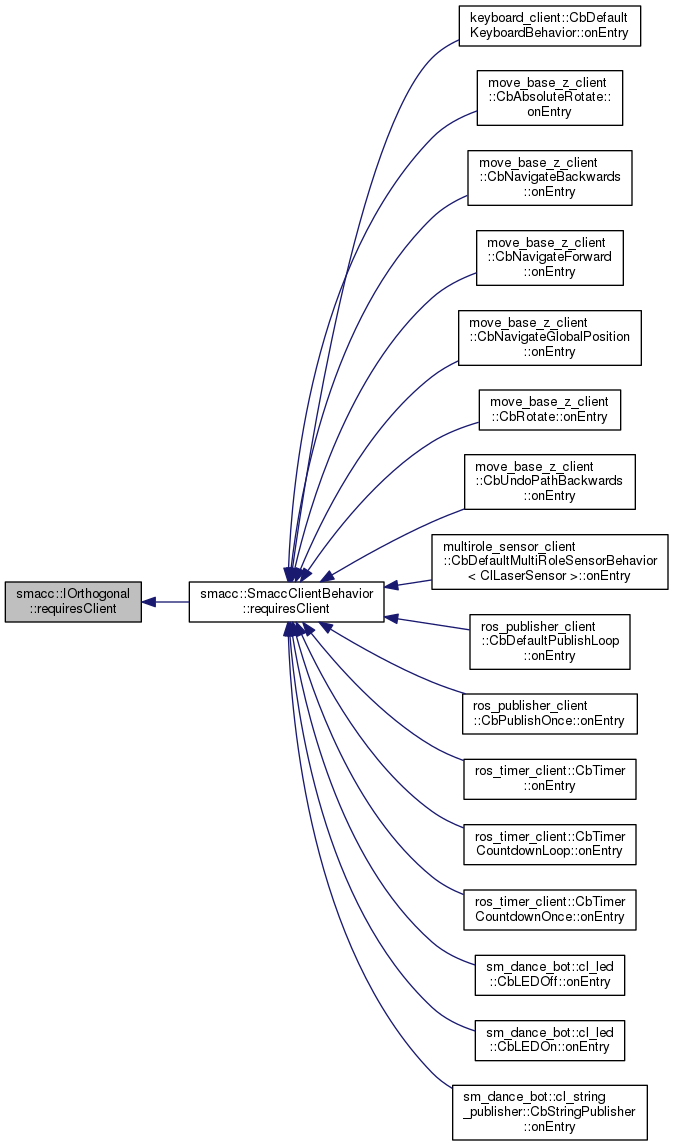 keyboard_client::CbDefault
KeyboardBehavior::onEntry
move_base_z_client
::CbAbsoluteRotate::
onEntry
move_base_z_client
::CbNavigateBackwards
::onEntry
move_base_z_client
::CbNavigateForward
::onEntry
move_base_z_client
::CbNavigateGlobalPosition
::onEntry
move_base_z_client
::CbRotate::onEntry
move_base_z_client
::CbUndoPathBackwards
::onEntry
multirole_sensor_client
::CbDefaultMultiRoleSensorBehavior
< ClLaserSensor >::onEntry
smacc::IOrthogonal
::requiresClient
smacc::SmaccClientBehavior
::requiresClient
ros_publisher_client
::CbDefaultPublishLoop
::onEntry
ros_publisher_client
::CbPublishOnce::onEntry
ros_timer_client::CbTimer
::onEntry
ros_timer_client::CbTimer
CountdownLoop::onEntry
ros_timer_client::CbTimer
CountdownOnce::onEntry
sm_dance_bot::cl_led
::CbLEDOff::onEntry
sm_dance_bot::cl_led
::CbLEDOn::onEntry
sm_dance_bot::cl_string
_publisher::CbStringPublisher
::onEntry